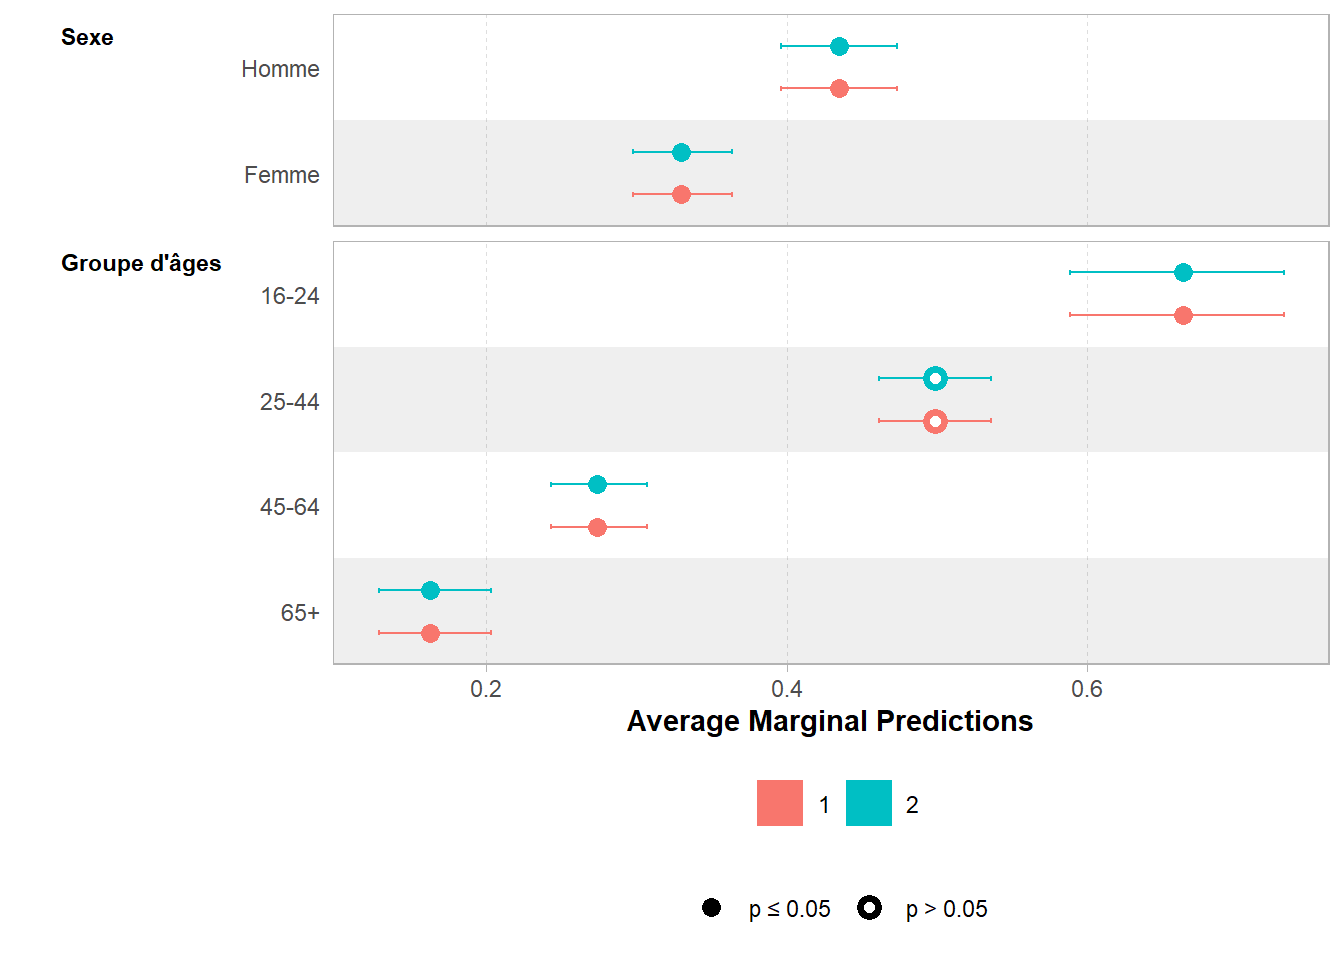 Sexe
Homme
Femme
Groupe d'âges
16-24
25-44
45-64
65+
0.2 0.4 0.6
Average Marginal Predictions
1 2
p ≤ 0.05 p > 0.05